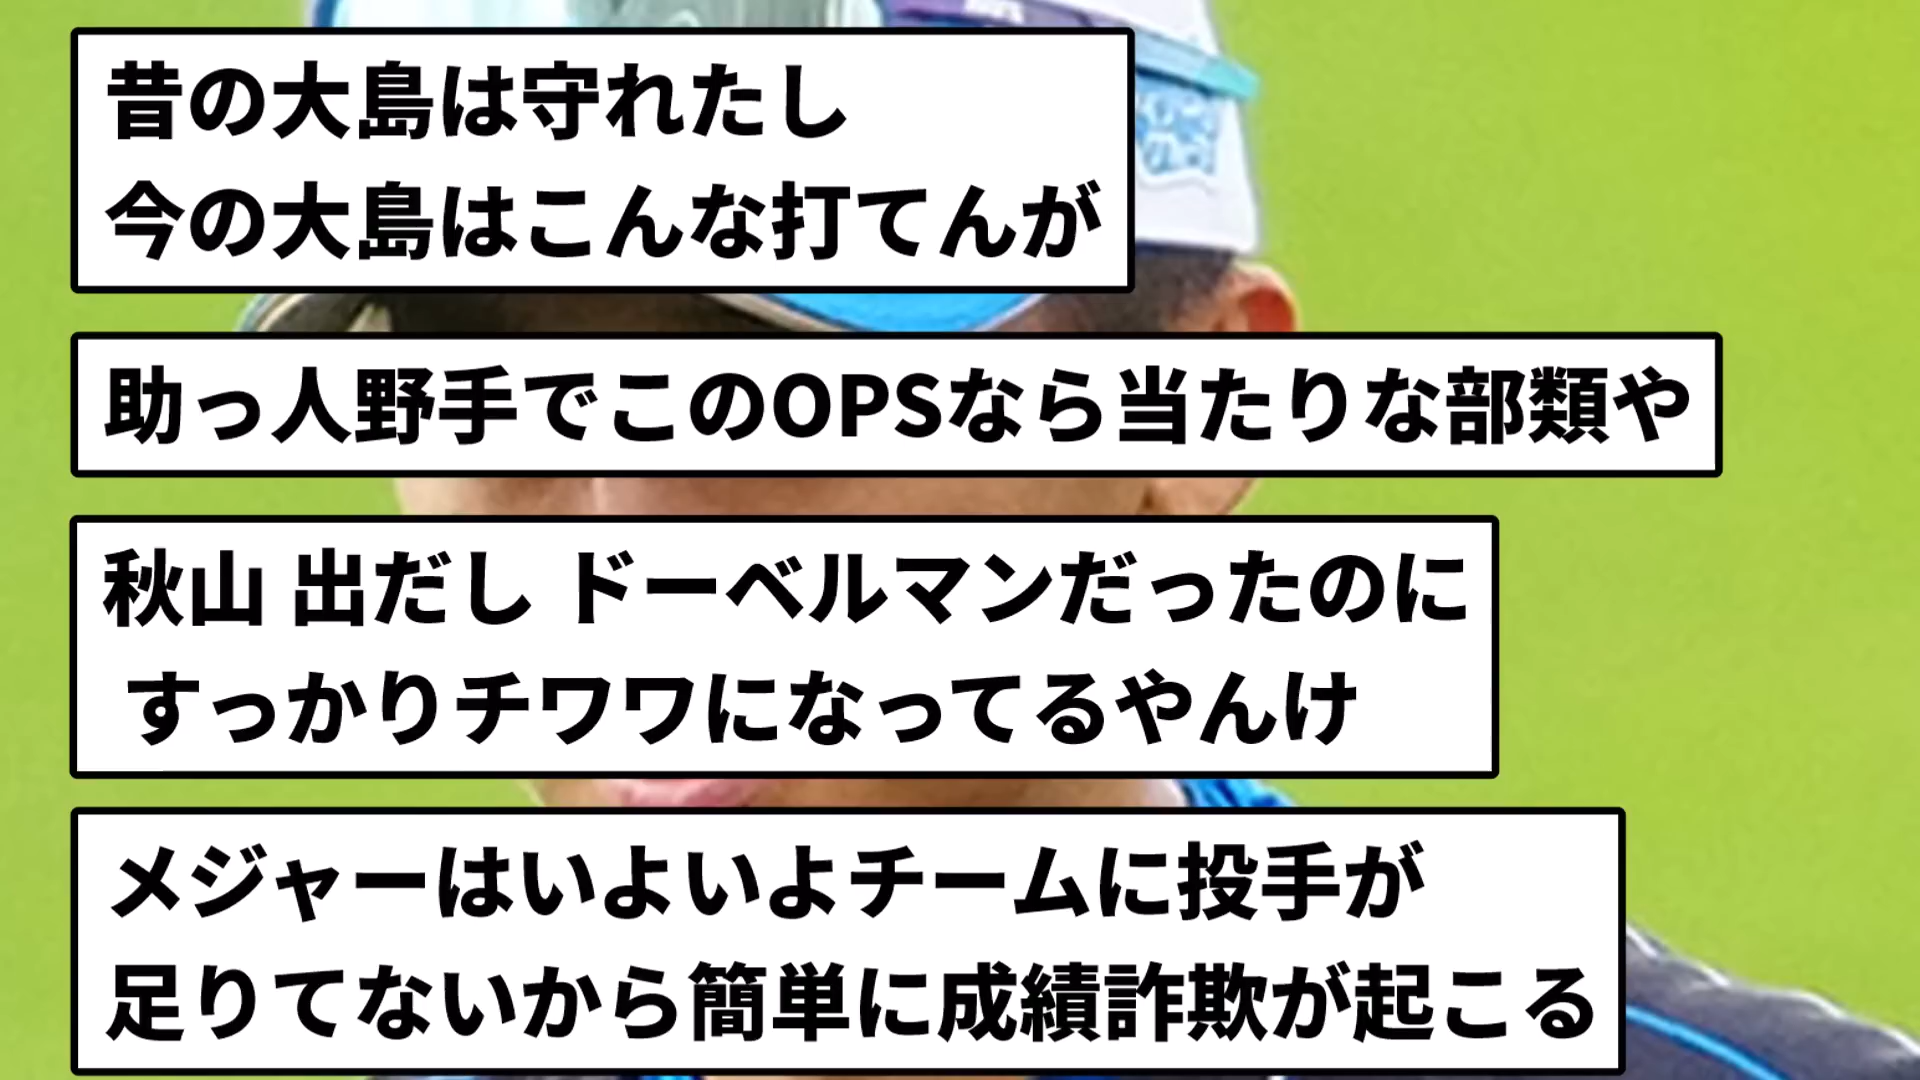 昔の大島は守れたし
今の大島はこんな打てんが
助っ人野手でこのOPSなら当たりな部類や
秋山 出だし ドーベルマンだったのに
すっかりチワワになってるやんけ
メジャーはいよいよチームに投手が
足りてないから簡単に成績詐欺が起こる